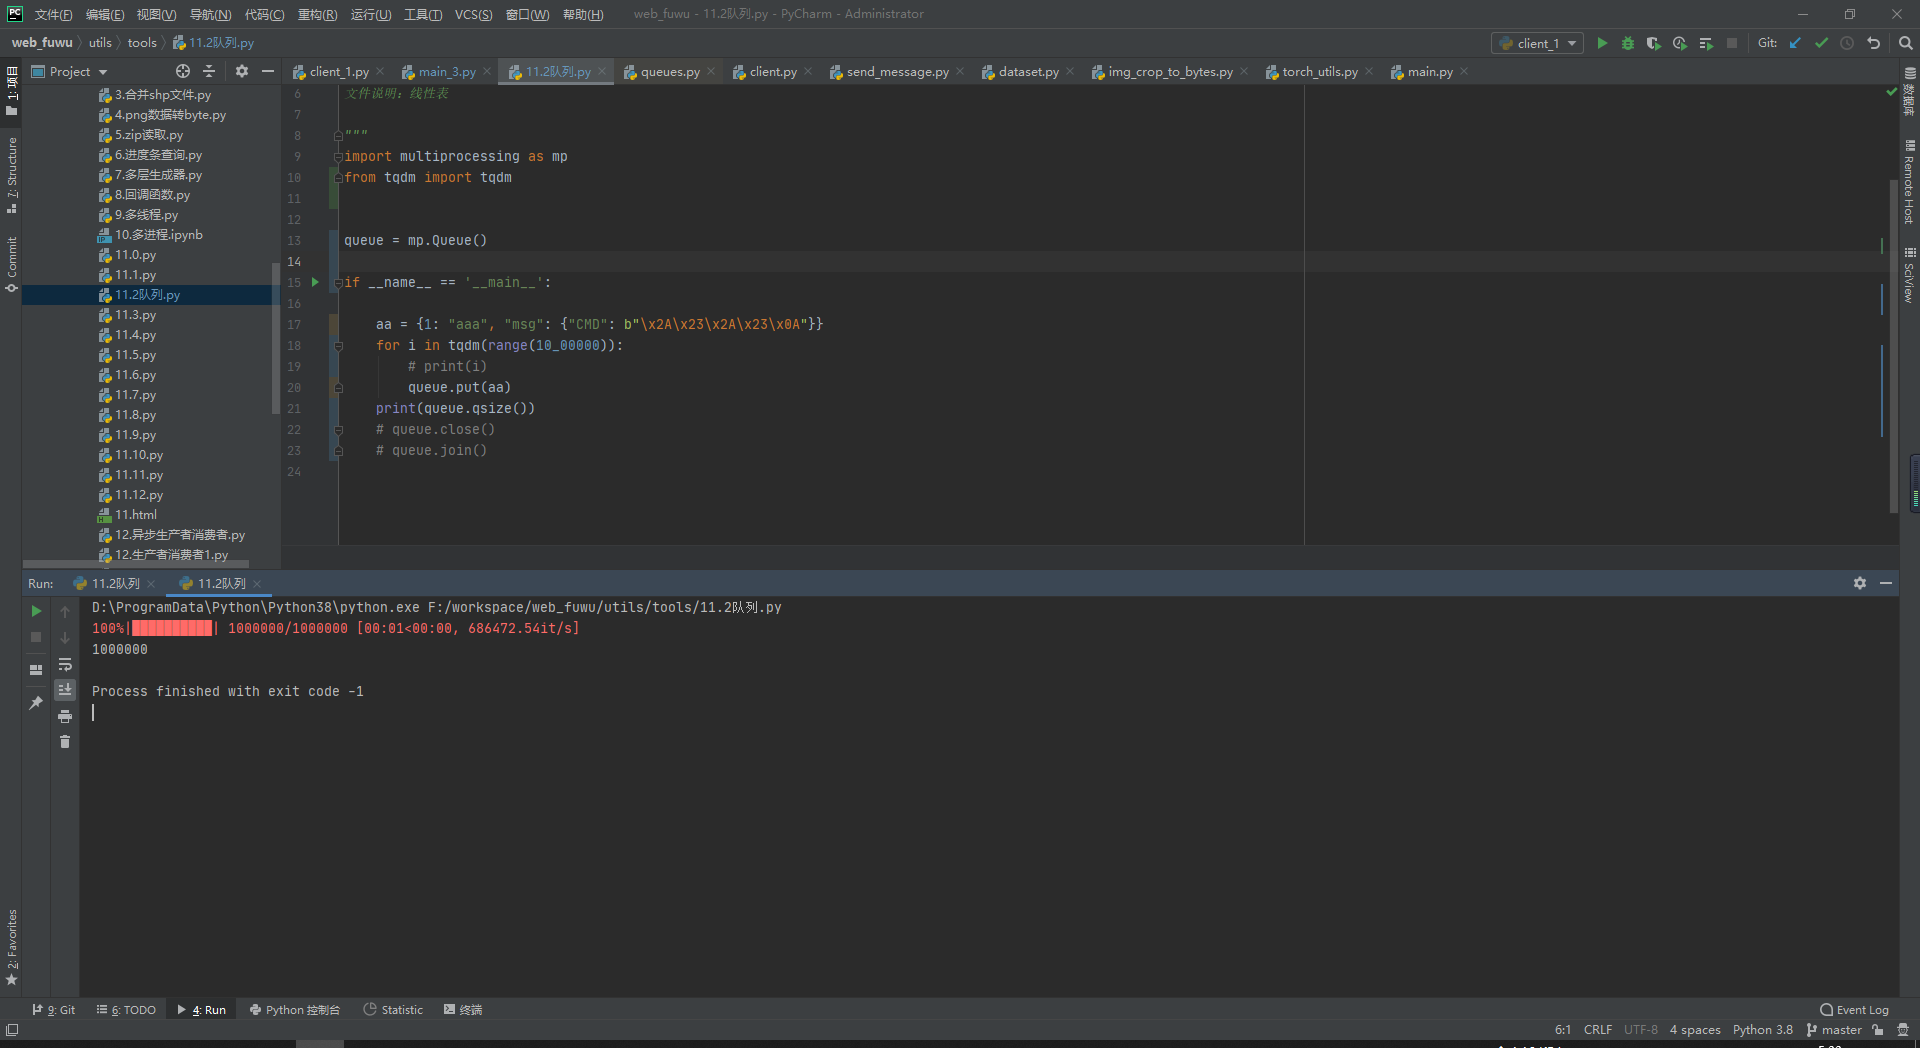 PC 文件(F) 编辑(E) 视图(V) 导航(N) 代码(C) 重构(R) 运行(U) 工具(T) VCS(S) 窗口(W) 帮助(H) web_fuwu - 11.2队列.py - PyCharm - Administrator
web_fuwu utils tools 11.2队列.py client_1 Git:
Project client_1.py main_3.py 11.2队列.py queues.py client.py send_message.py dataset.py img_crop_to_bytes.py torch_utils.py main.py
1: 项目
7: Structure
Commit
2: Favorites
数据库
Remote Host
SciView
3.合并shp文件.py
4.png数据转byte.py
5.zip读取.py
6.进度条查询.py
7.多层生成器.py
8.回调函数.py
9.多线程.py
10.多进程.ipynb
11.0.py
11.1.py
11.2队列.py
11.3.py
11.4.py
11.5.py
11.6.py
11.7.py
11.8.py
11.9.py
11.10.py
11.11.py
11.12.py
11.html
12.异步生产者消费者.py
12.生产者消费者1.py
6 文件说明：线性表
7
8 """
9 import multiprocessing as mp
10 from tqdm import tqdm
11
12
13 queue = mp.Queue()
14
15 if __name__ == '__main__':
16
17 aa = {1: "aaa", "msg": {"CMD": b"\x2A\x23\x2A\x23\x0A"}}
18 for i in tqdm(range(10_00000)):
19 # print(i)
20 queue.put(aa)
21 print(queue.qsize())
22 # queue.close()
23 # queue.join()
24
Run: 11.2队列 11.2队列
D:\ProgramData\Python\Python38\python.exe F:/workspace/web_fuwu/utils/tools/11.2队列.py
100%|██████████| 1000000/1000000 [00:01<00:00, 686472.54it/s]
1000000
Process finished with exit code -1
9: Git 6: TODO 4: Run Python 控制台 Statistic 终端 Event Log
6:1 CRLF UTF-8 4 spaces Python 3.8 master